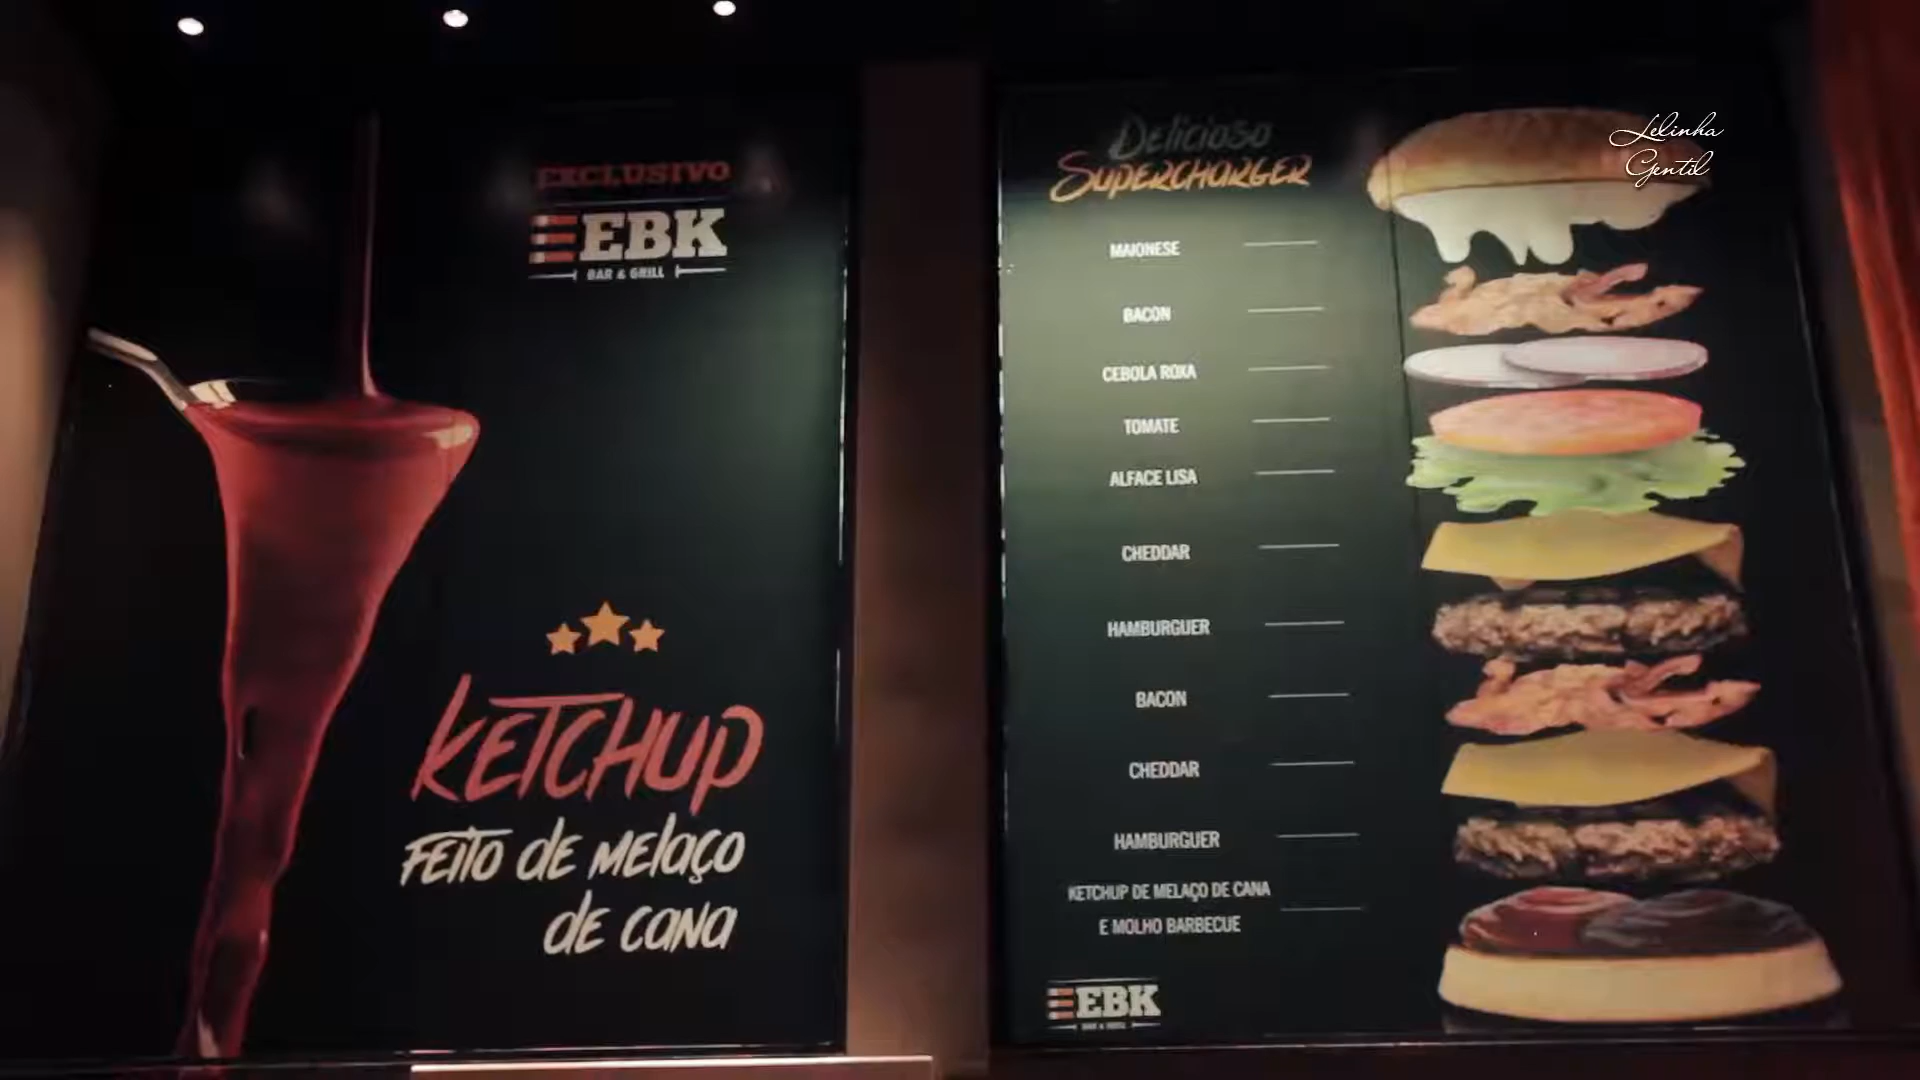 EXCLUSIVO
EBK
BAR & GRILL
KETCHUP
FEITO DE MELAÇO
DE CANA
Delicioso
SUPERCHARGER
MAIONESE
BACON
CEBOLA ROXA
TOMATE
ALFACE LISA
CHEDDAR
HAMBURGUER
BACON
CHEDDAR
HAMBURGUER
KETCHUP DE MELAÇO DE CANA
E MOLHO BARBECUE
EBK
BAR & GRILL
Lelinha
Gentil